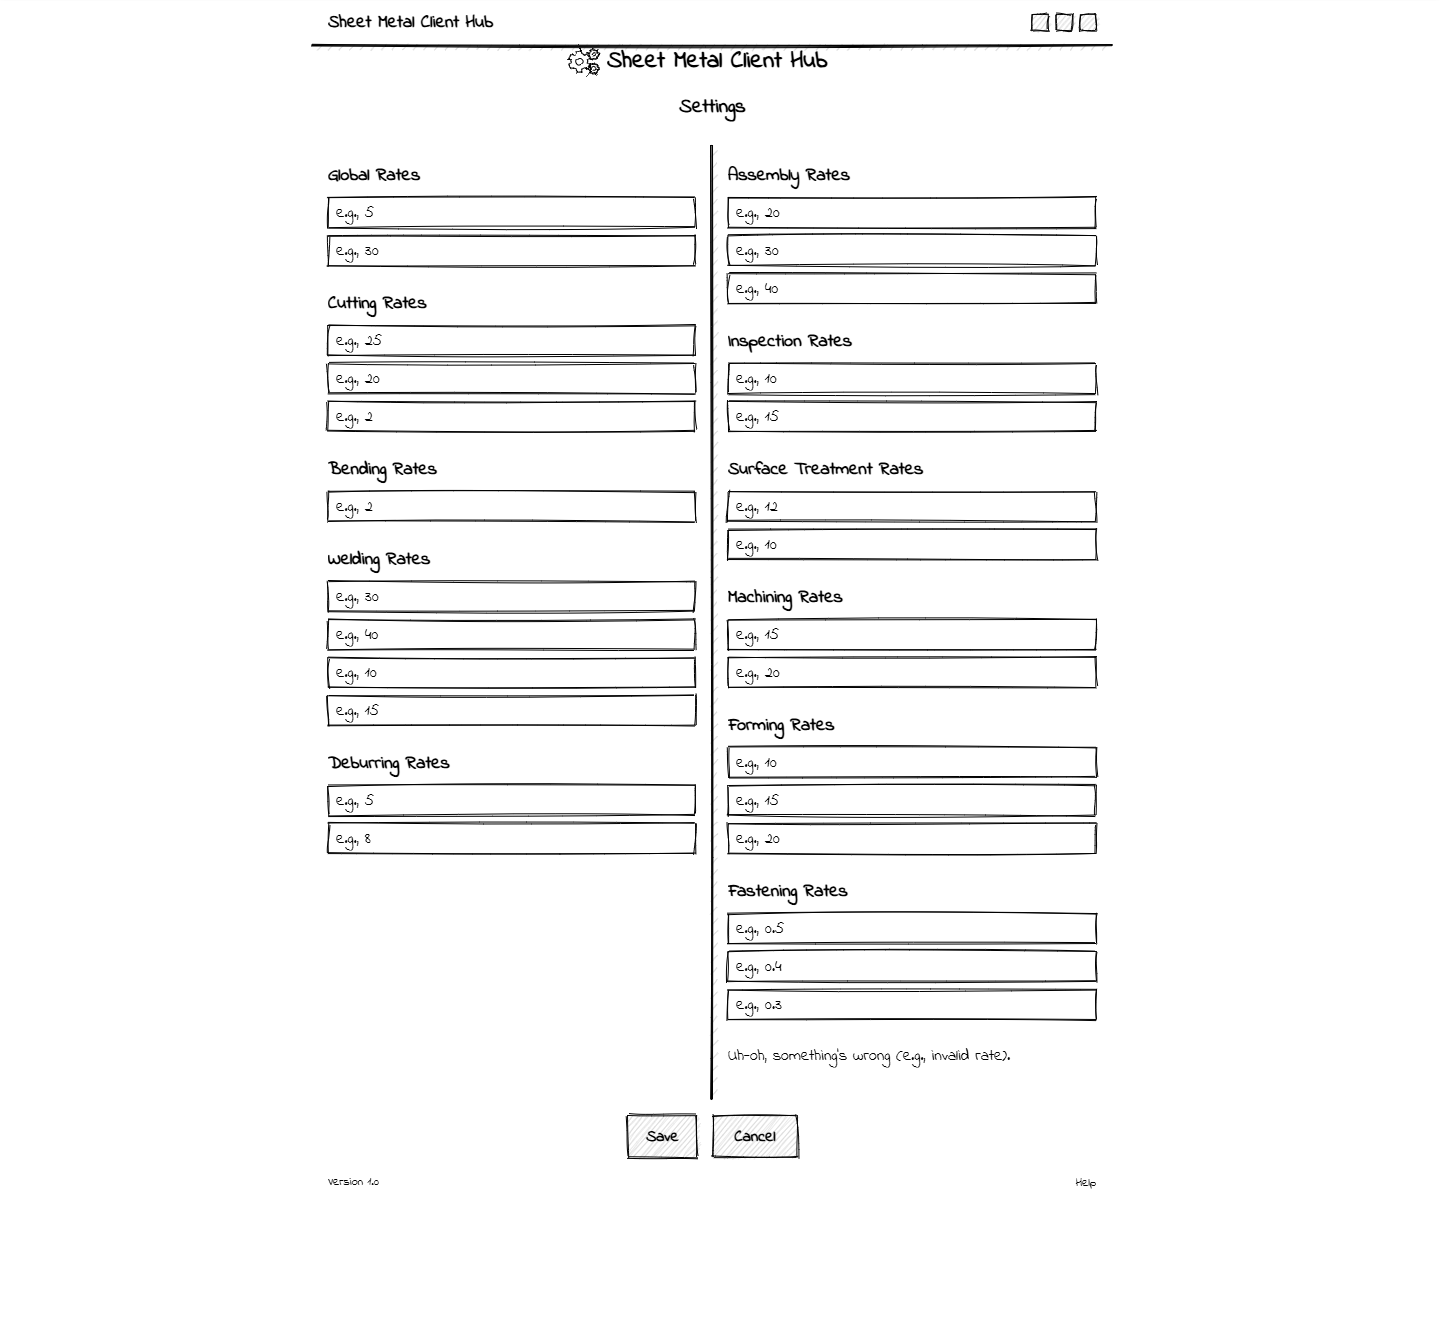 Sheet Metal Client Hub
Sheet Metal Client Hub
Settings
Global Rates
e.g., 5
e.g., 30
Cutting Rates
e.g., 25
e.g., 20
e.g., 2
Bending Rates
e.g., 2
Welding Rates
e.g., 30
e.g., 40
e.g., 10
e.g., 15
Deburring Rates
e.g., 5
e.g., 8
Assembly Rates
e.g., 20
e.g., 30
e.g., 40
Inspection Rates
e.g., 10
e.g., 15
Surface Treatment Rates
e.g., 12
e.g., 10
Machining Rates
e.g., 15
e.g., 20
Forming Rates
e.g., 10
e.g., 15
e.g., 20
Fastening Rates
e.g., 0.5
e.g., 0.4
e.g., 0.3
Uh-oh, something's wrong (e.g., invalid rate).
Save
Cancel
Version 1.0
Help